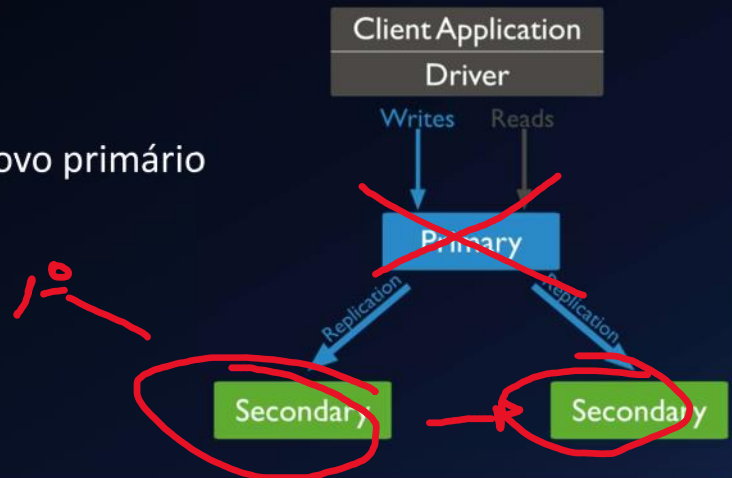 Client Application
Driver
Writes Reads
ovo primário
Primary
1º
Replication Replication
Secondary Secondary